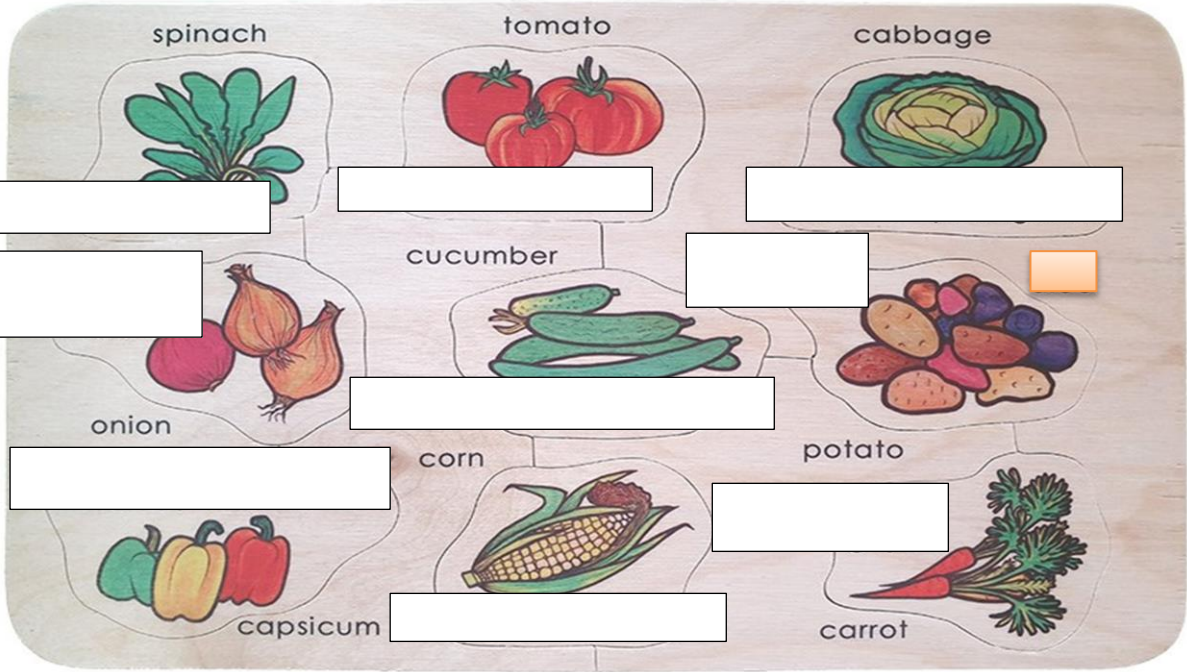 spinach
tomato
cabbage
cucumber
onion
potato
corn
capsicum
carrot